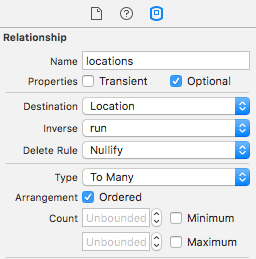 Relationship
Name locations
Properties Transient Optional
Destination Location
Inverse run
Delete Rule Nullify
Type To Many
Arrangement Ordered
Count Unbounded Minimum
Unbounded Maximum